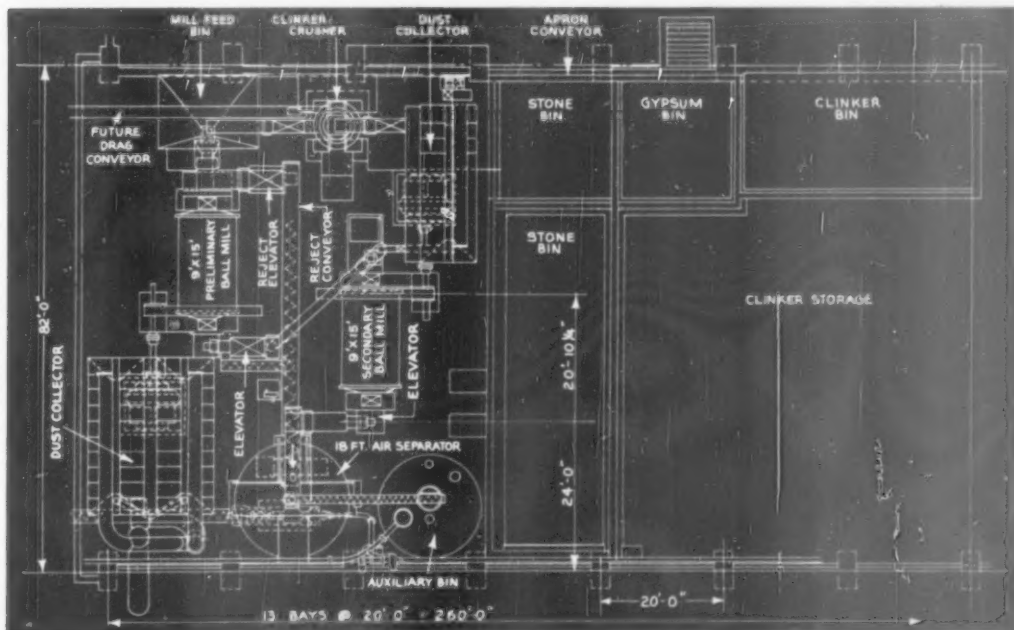 MILL FEED
BIN
CLINKER
CRUSHER
DUST
COLLECTOR
APRON
CONVEYOR
FUTURE
DRAG
CONVEYOR
STONE
BIN
GYPSUM
BIN
CLINKER
BIN
9'X 15'
PRELIMINARY
BALL MILL
REJECT
ELEVATOR
REJECT
CONVEYOR
STONE
BIN
82'-0"
9'X 15'
SECONDARY
BALL MILL
CLINKER STORAGE
20'-10¼"
DUST COLLECTOR
ELEVATOR
ELEVATOR
18 FT. AIR SEPARATOR
24'-0"
AUXILIARY BIN
20'-0"
13 BAYS @ 20'-0" = 260'-0"